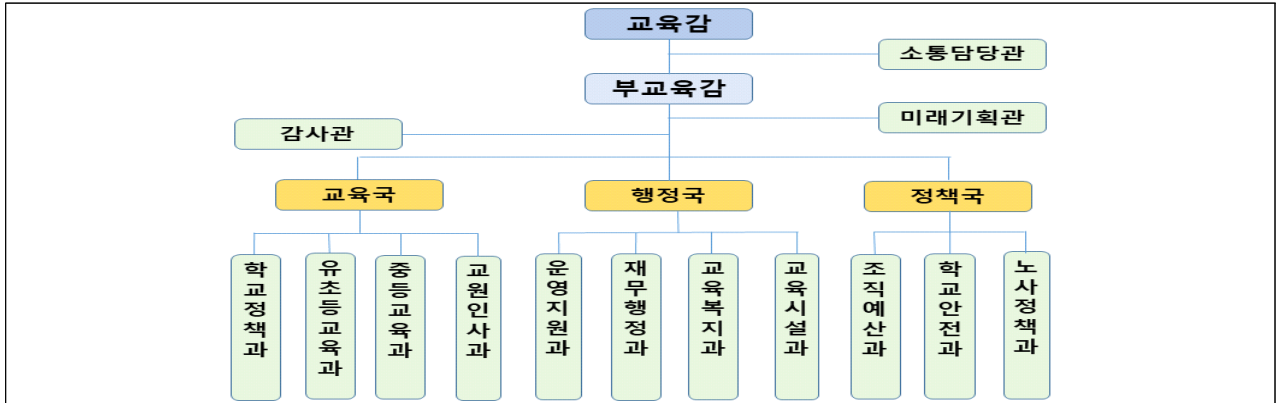 교육감
소통담당관
부교육감
미래기획관
감사관
교육국
행정국
정책국
학교정책과
유초등교육과
중등교육과
교원인사과
운영지원과
재무행정과
교육복지과
교육시설과
조직예산과
학교안전과
노사정책과